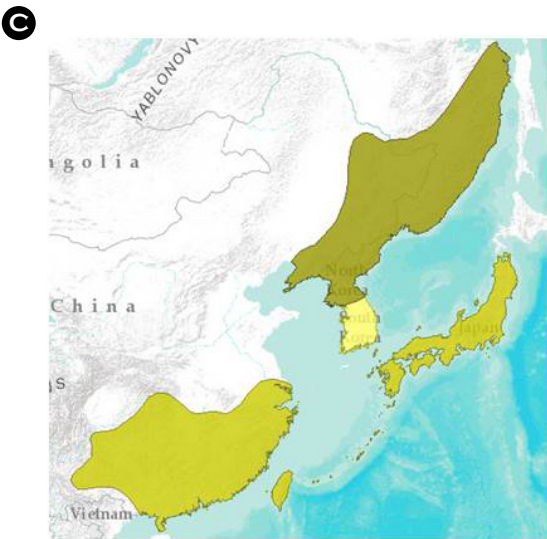 C
YABLONOVY
ngolia
North
Korea
China
South
Korea
Japan
S
Vietnam